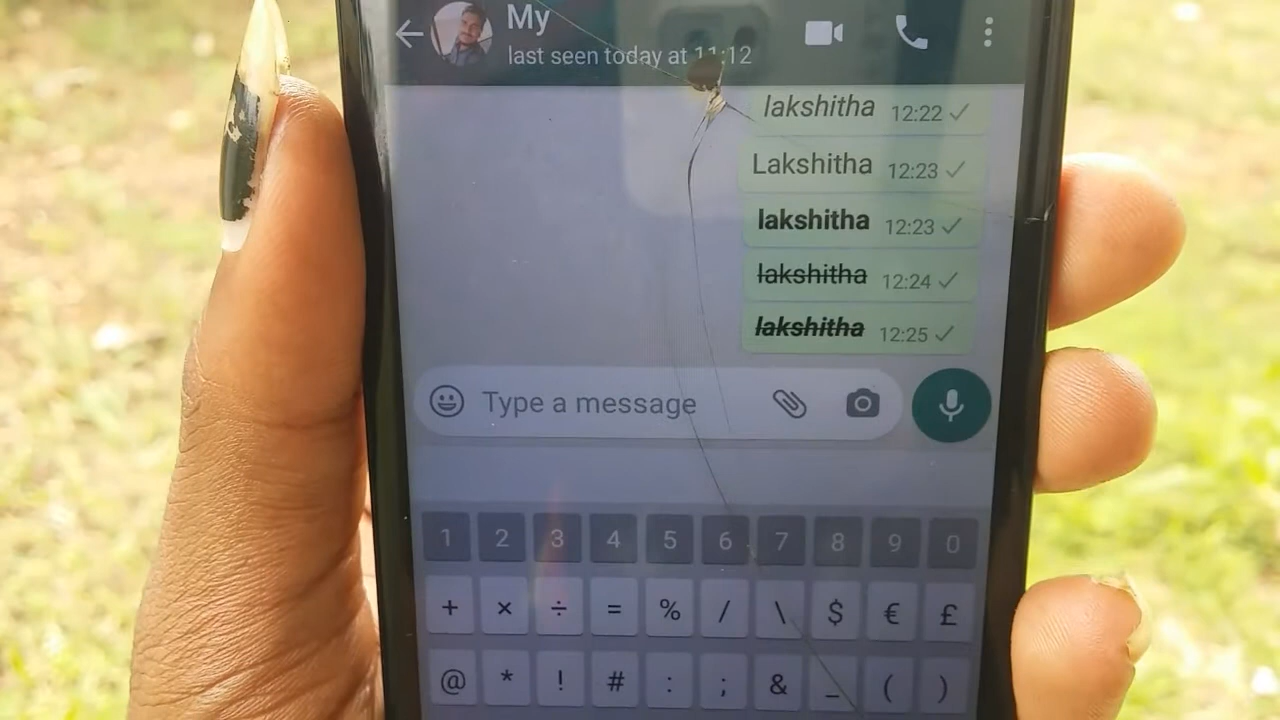 My
last seen today at 11:12
lakshitha 12:22
Lakshitha 12:23
lakshitha 12:23
lakshitha 12:24
lakshitha 12:25
Type a message
1 2 3 4 5 6 7 8 9 0
+ × ÷ = % / \ $ € £
@ * ! # : ; & _ ( )